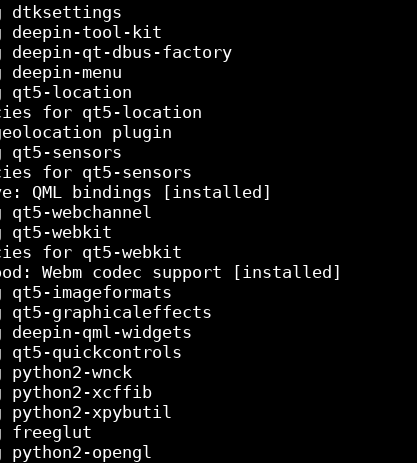 g dtksettings
g deepin-tool-kit
g deepin-qt-dbus-factory
g deepin-menu
g qt5-location
cies for qt5-location
geolocation plugin
g qt5-sensors
cies for qt5-sensors
ve: QML bindings [installed]
g qt5-webchannel
g qt5-webkit
cies for qt5-webkit
ood: Webm codec support [installed]
g qt5-imageformats
g qt5-graphicaleffects
g deepin-qml-widgets
g qt5-quickcontrols
g python2-wnck
g python2-xcffib
g python2-xpybutil
g freeglut
g python2-opengl